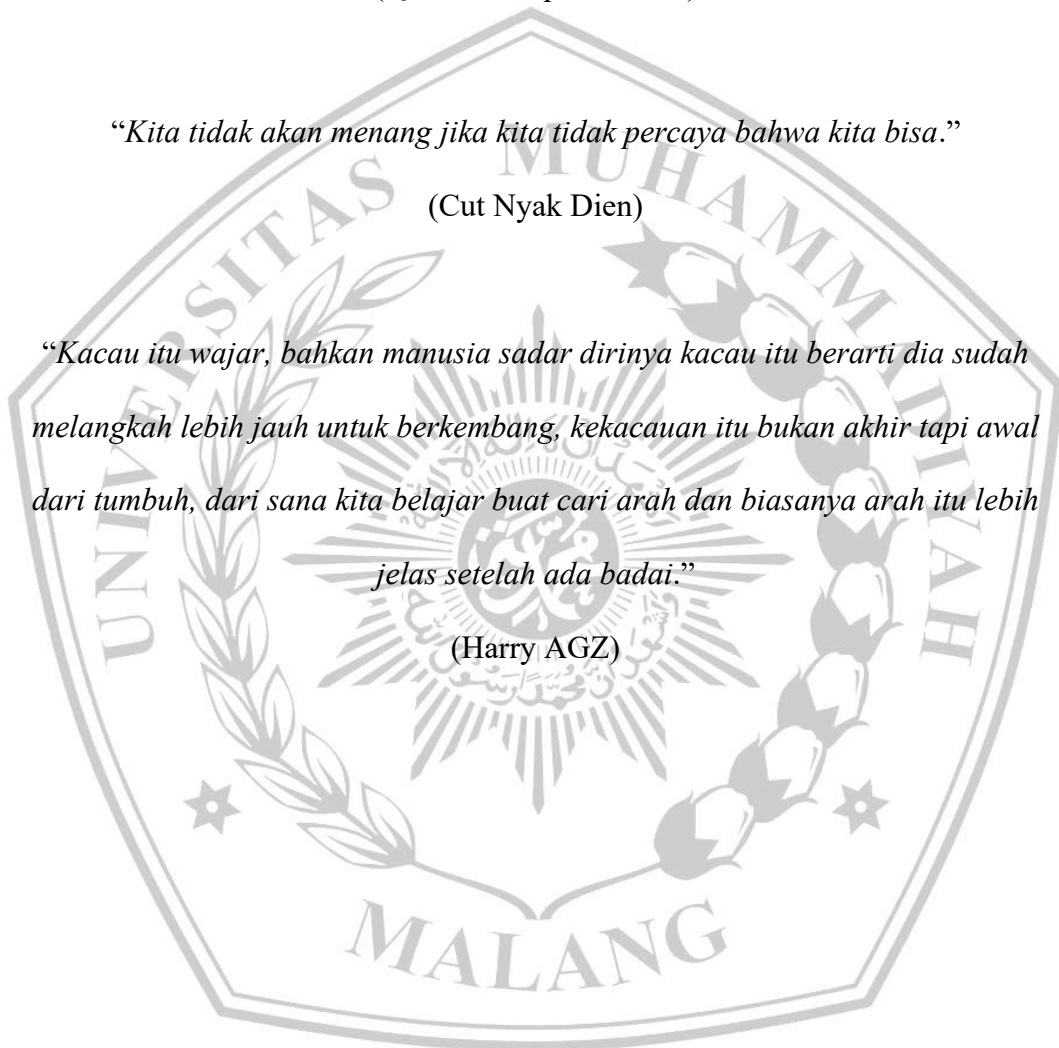 “Kita tidak akan menang jika kita tidak percaya bahwa kita bisa.”
(Cut Nyak Dien)
“Kacau itu wajar, bahkan manusia sadar dirinya kacau itu berarti dia sudah
melangkah lebih jauh untuk berkembang, kekacauan itu bukan akhir tapi awal
dari tumbuh, dari sana kita belajar buat cari arah dan biasanya arah itu lebih
jelas setelah ada badai.”
(Harry AGZ)
UNIVERSITAS MUHAMMADIYAH
MALANG